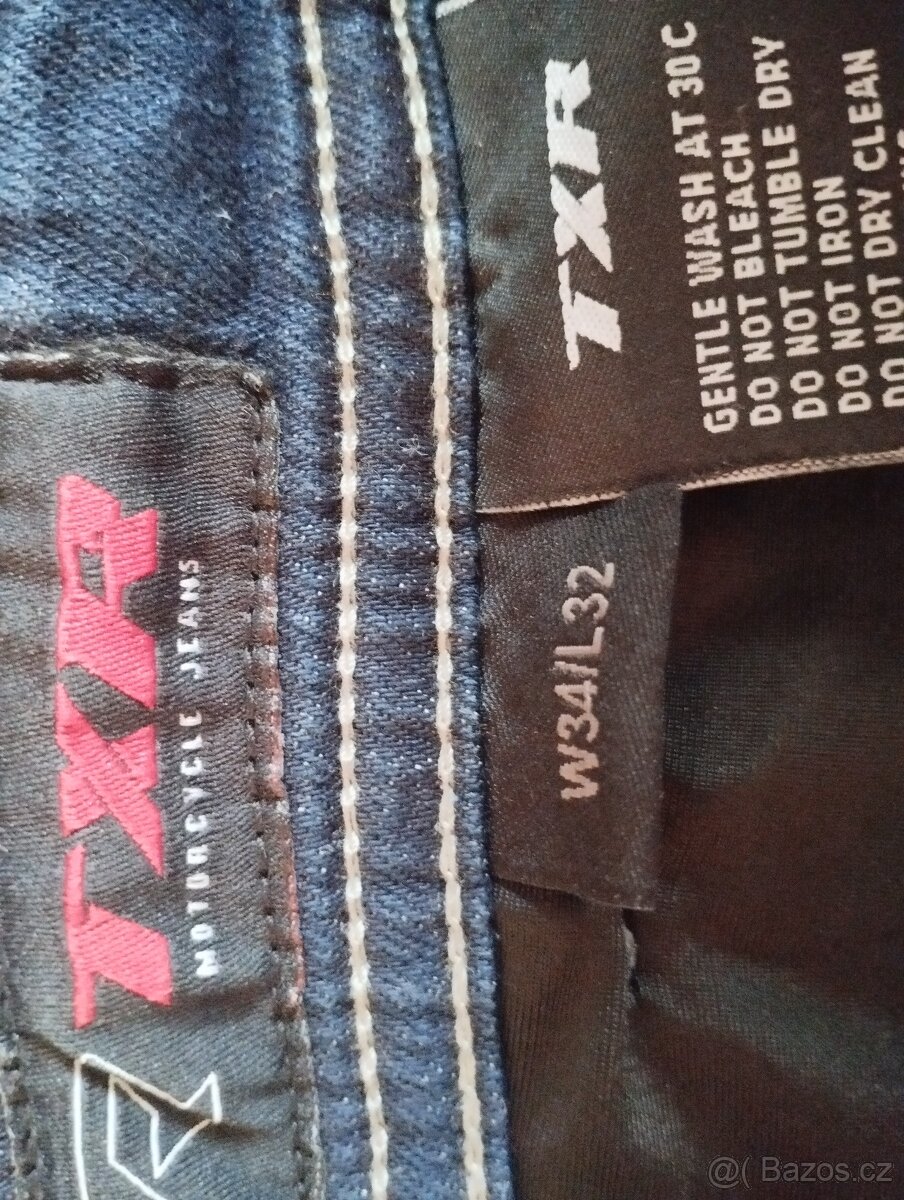 TXR
MOTORCYCLE JEANS
TXR
GENTLE WASH AT 30C
DO NOT BLEACH
DO NOT TUMBLE DRY
DO NOT IRON
DO NOT DRY CLEAN
W34/L32
@( Bazos.cz